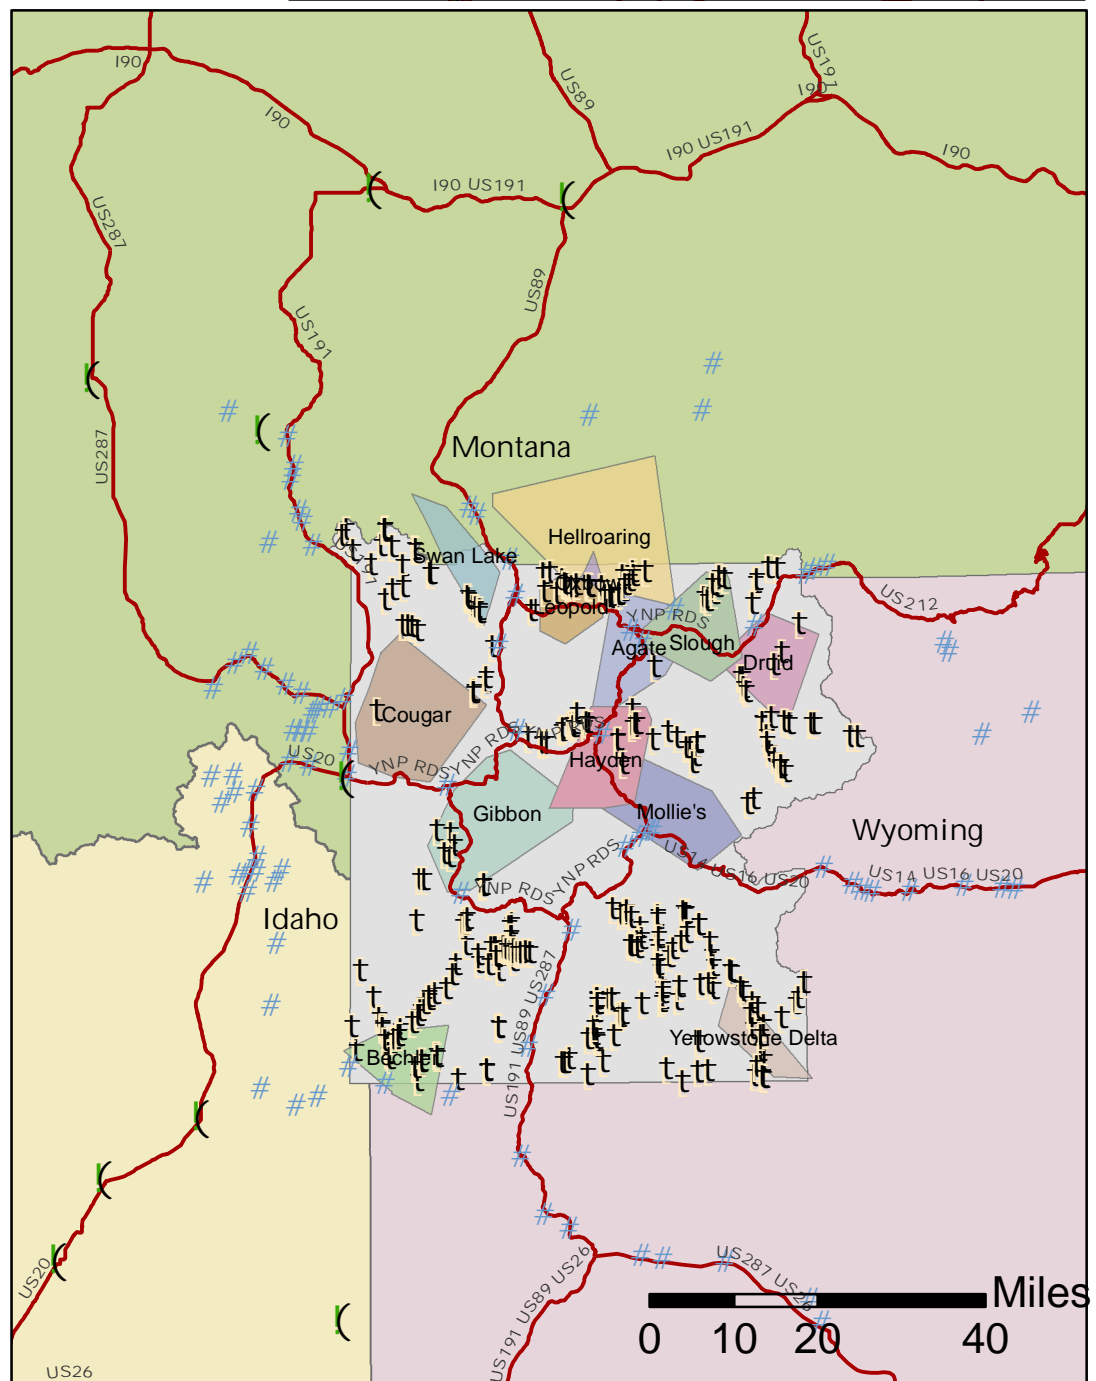 US191
I90
US89
I90
I90
I90 US191
I90
I90 US191
US287
US89
US191
US287
Montana
Hellroaring
US191
Swan Lake
Leopold
YNP RDS
US212
Agate
Slough
Druid
Cougar
YNP RDS
YNP RDS
US20
YNP RDS
Hayden
Gibbon
Mollie's
Wyoming
US14 US16 US20
US14 US16 US20
YNP RDS
YNP RDS
Idaho
US191 US89 US287
Yellowstone Delta
Bechler
US20
US191 US89 US26
US287 US26
Miles
0 10 20 40
US26